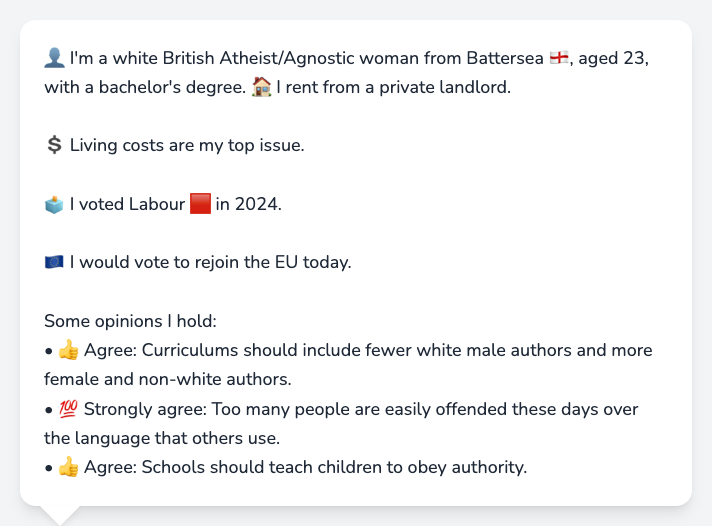 👤 I'm a white British Atheist/Agnostic woman from Battersea 🏴󠁧󠁢󠁥󠁮󠁧󠁿, aged 23,
with a bachelor's degree. 🏠 I rent from a private landlord.
💲 Living costs are my top issue.
🗳️ I voted Labour 🟥 in 2024.
🇪🇺 I would vote to rejoin the EU today.
Some opinions I hold:
• 👍 Agree: Curriculums should include fewer white male authors and more
female and non-white authors.
• 💯 Strongly agree: Too many people are easily offended these days over
the language that others use.
• 👍 Agree: Schools should teach children to obey authority.